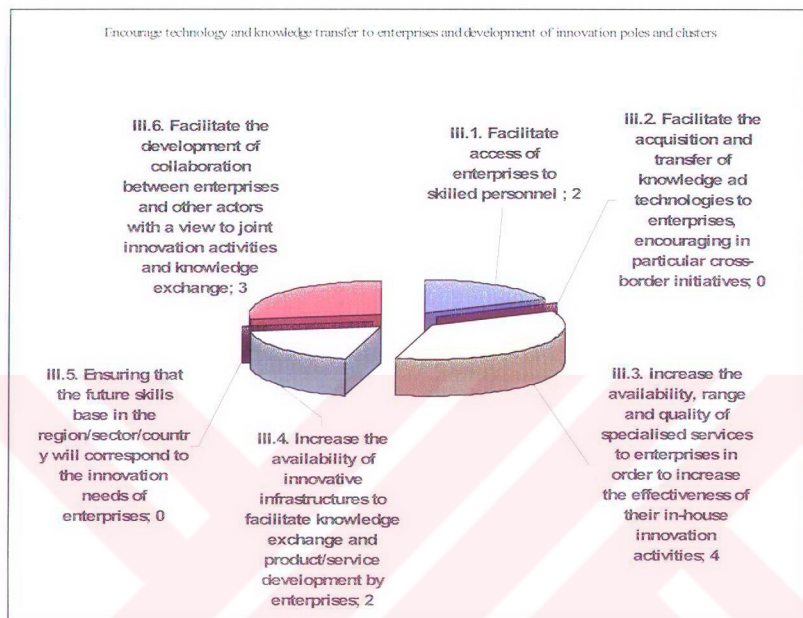 Encourage technology and knowledge transfer to enterprises and development of innovation poles and clusters
III.6. Facilitate the
development of
collaboration
between enterprises
and other actors
with a view to joint
innovation activities
and knowledge
exchange; 3
III.1. Facilitate
access of
enterprises to
skilled personnel ; 2
III.2. Facilitate the
acquisition and
transfer of
knowledge ad
technologies to
enterprises,
encouraging in
particular cross-
border initiatives; 0
III.5. Ensuring that
the future skills
base in the
region/sector/countr
y will correspond to
the innovation
needs of
enterprises; 0
III.4. Increase the
availability of
innovative
infrastructures to
facilitate knowledge
exchange and
product/service
development by
enterprises; 2
III.3. Increase the
availability, range
and quality of
specialised services
to enterprises in
order to increase
the effectiveness of
their in-house
innovation
activities; 4